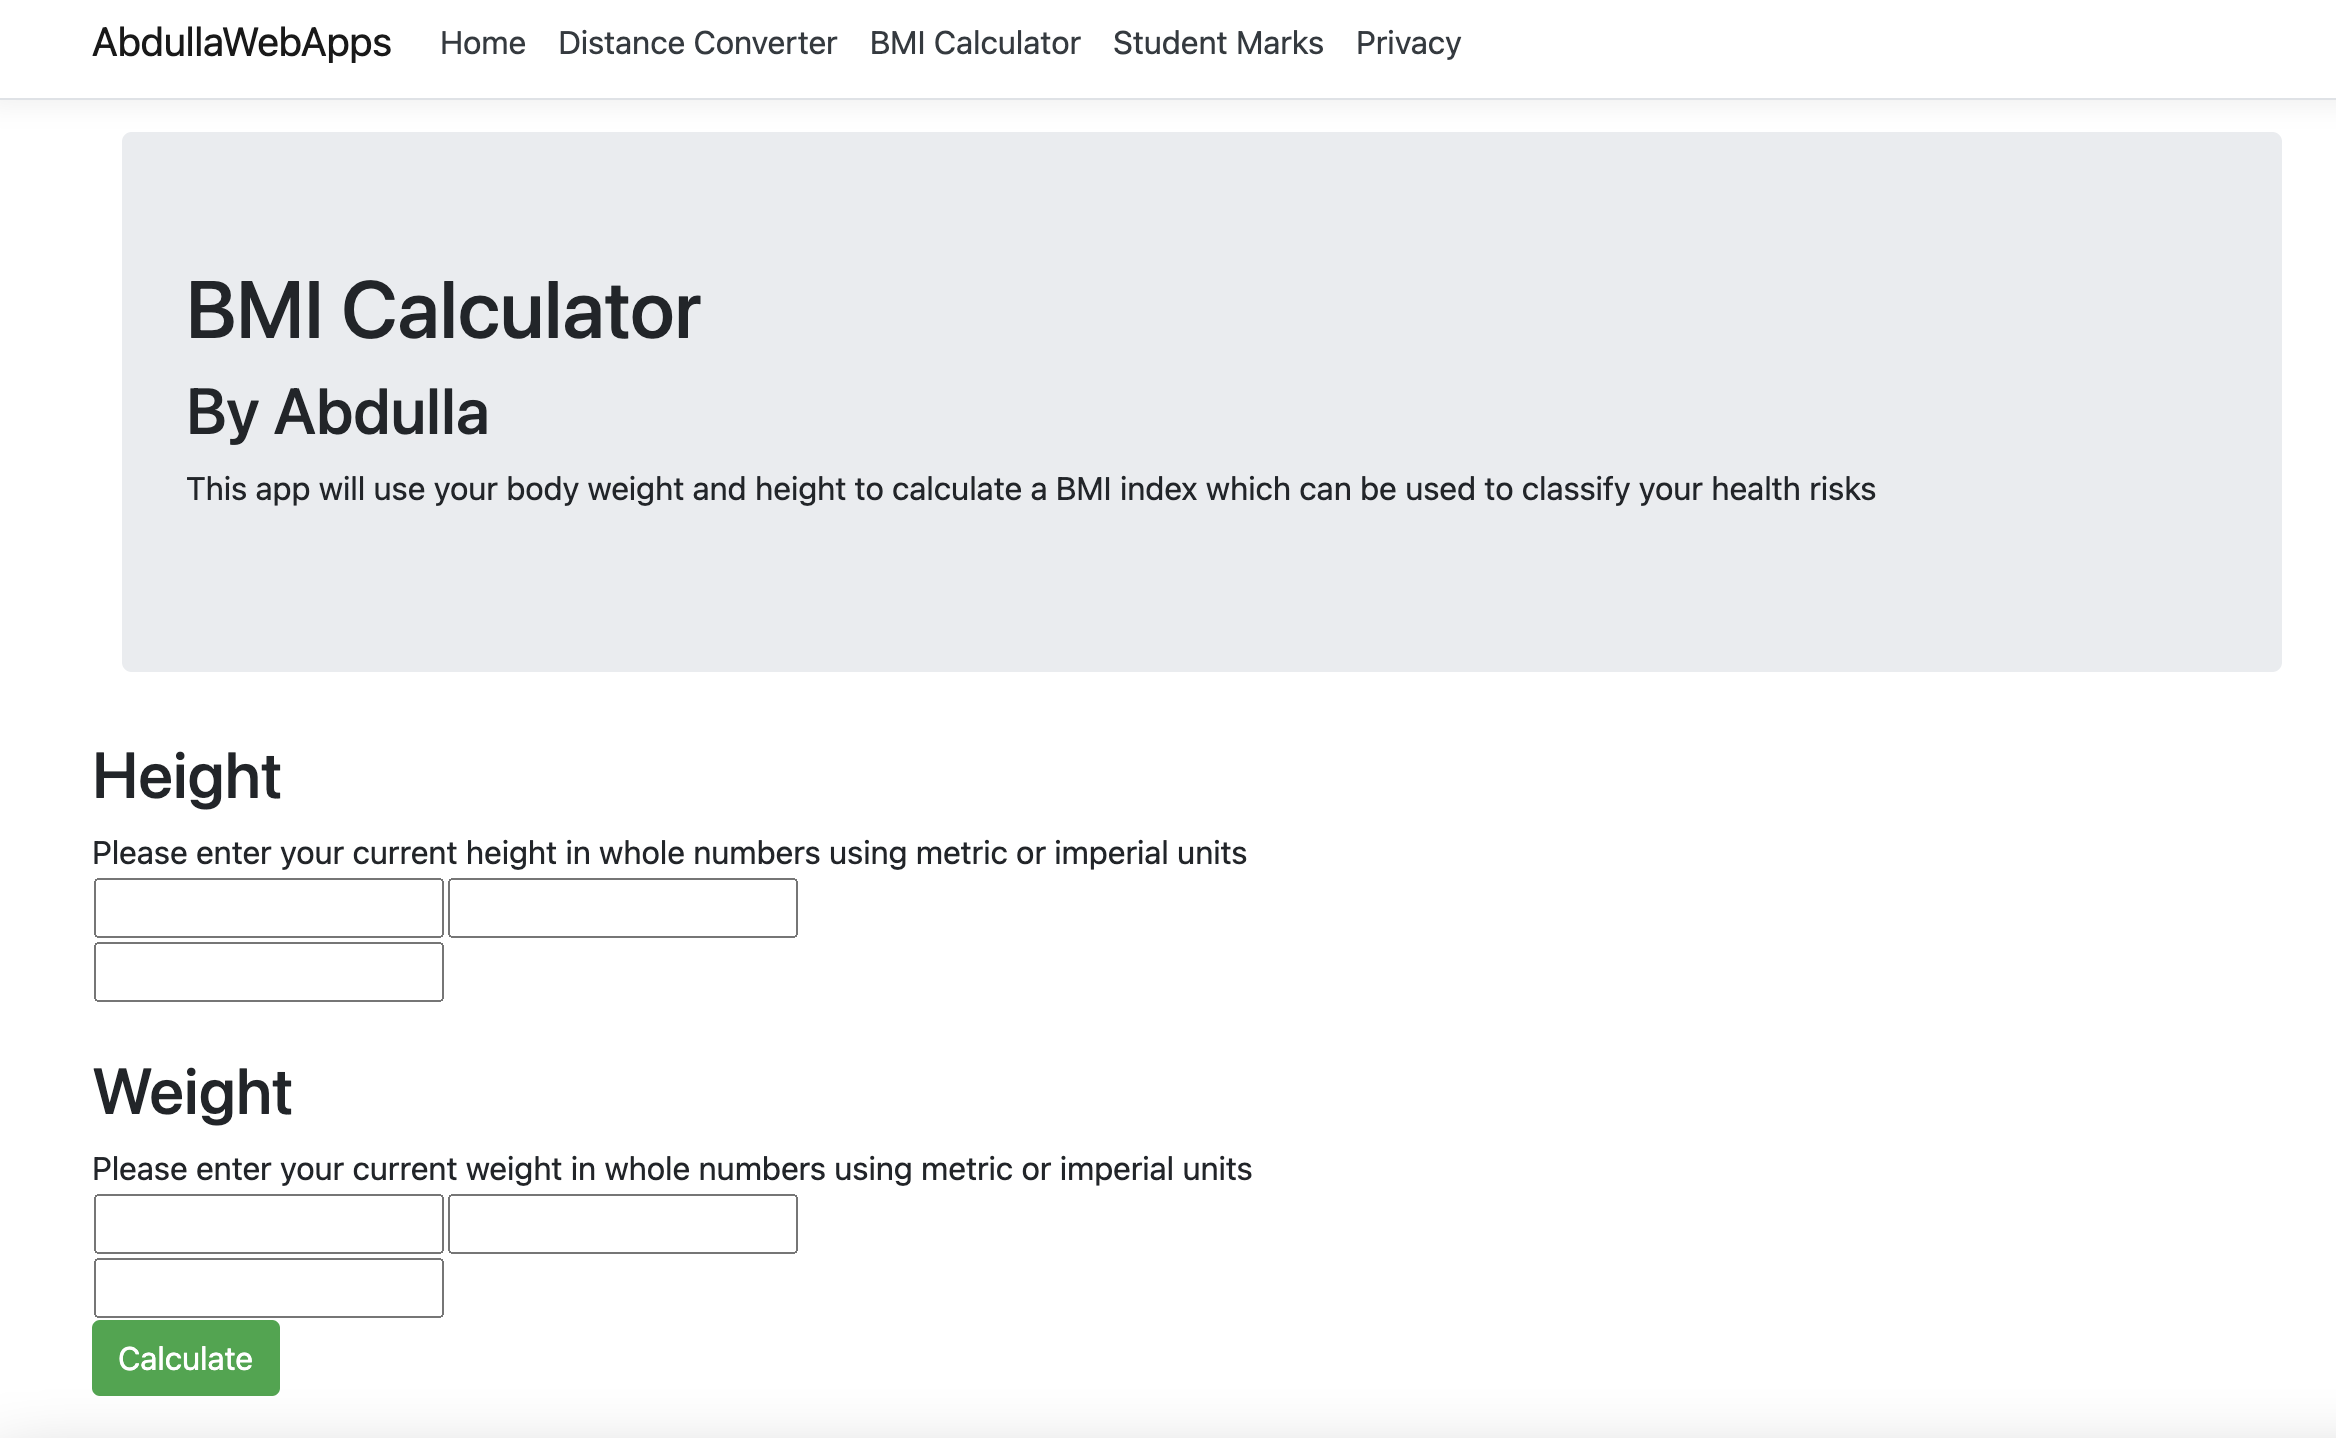 AbdullaWebApps Home Distance Converter BMI Calculator Student Marks Privacy
BMI Calculator
By Abdulla
This app will use your body weight and height to calculate a BMI index which can be used to classify your health risks
Height
Please enter your current height in whole numbers using metric or imperial units
Weight
Please enter your current weight in whole numbers using metric or imperial units
Calculate